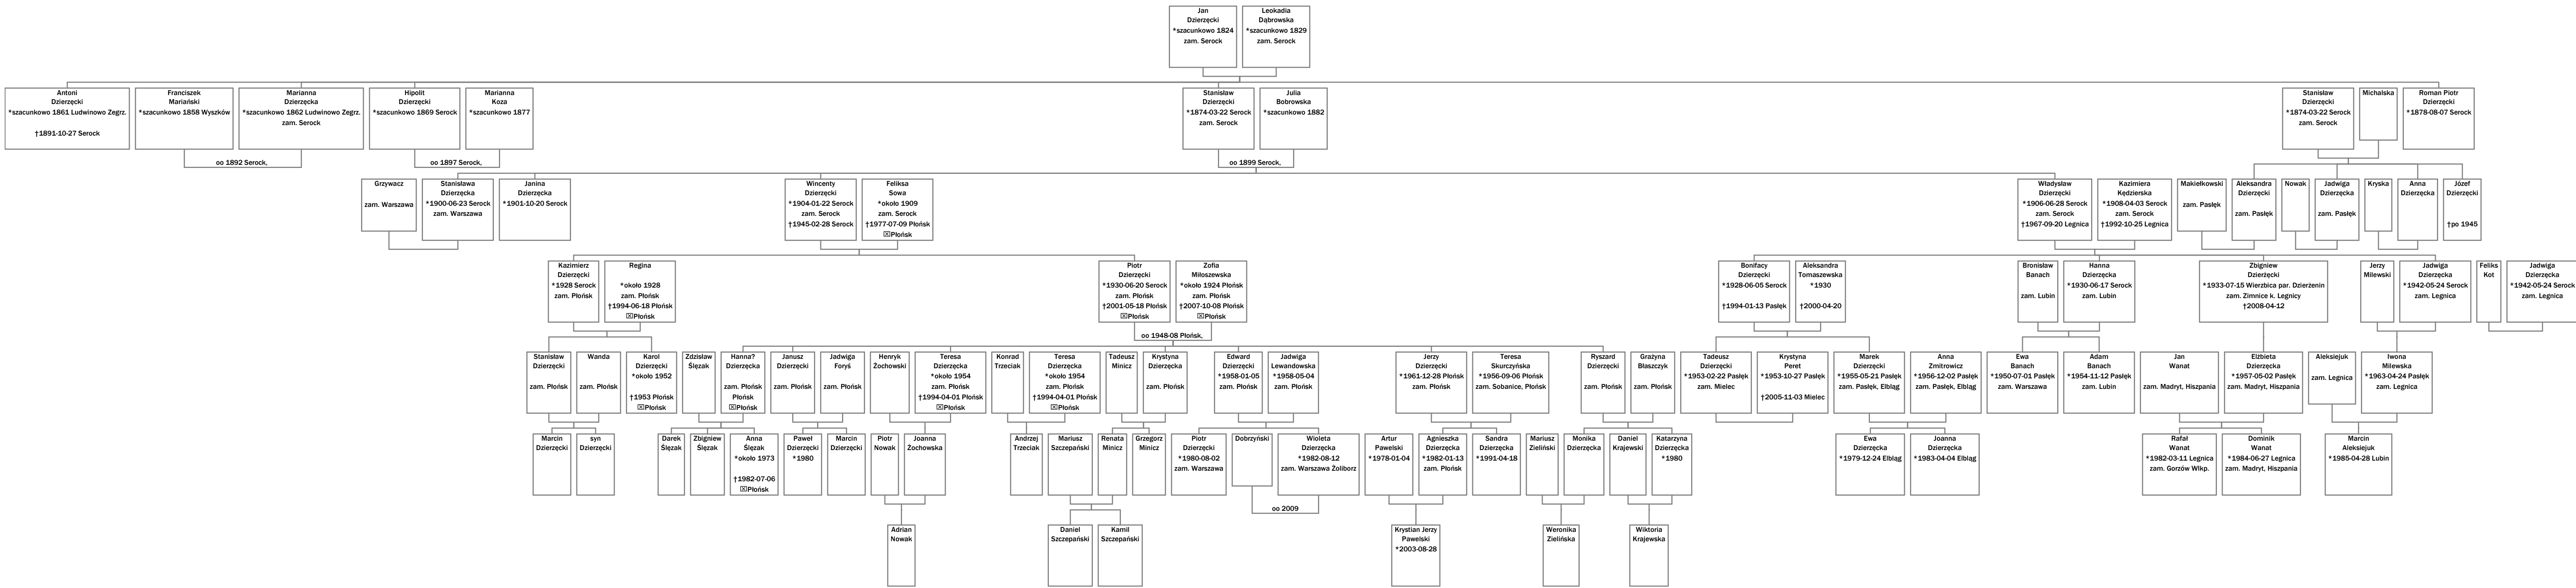 Jan
Dzierzęcki
*szacunkowo 1824
zam. Serock
Leokadia
Dąbrowska
*szacunkowo 1829
zam. Serock
Antoni
Dzierzęcki
*szacunkowo 1861 Ludwinowo Zegrz.
†1891-10-27 Serock
Franciszek
Mariański
*szacunkowo 1858 Wyszków
Marianna
Dzierzęcka
*szacunkowo 1862 Ludwinowo Zegrz.
zam. Serock
Hipolit
Dzierzęcki
*szacunkowo 1869 Serock
Marianna
Koza
*szacunkowo 1877
Stanisław
Dzierzęcki
*1874-03-22 Serock
zam. Serock
Julia
Bobrowska
*szacunkowo 1882
Stanisław
Dzierzęcki
*1874-03-22 Serock
zam. Serock
Michalska
Roman Piotr
Dzierzęcki
*1878-08-07 Serock
oo 1892 Serock,
oo 1897 Serock,
oo 1899 Serock,
Grzywacz
zam. Warszawa
Stanisława
Dzierzęcka
*1900-06-23 Serock
zam. Warszawa
Janina
Dzierzęcka
*1901-10-20 Serock
Wincenty
Dzierzęcki
*1904-01-22 Serock
zam. Serock
†1945-02-28 Serock
Feliksa
Sowa
*około 1909
zam. Serock
†1977-07-09 Płońsk
☒Płońsk
Władysław
Dzierzęcki
*1906-06-28 Serock
zam. Serock
†1967-09-20 Legnica
Kazimiera
Kędzierska
*1908-04-03 Serock
zam. Serock
†1992-10-25 Legnica
Makiełkowski
zam. Pasłęk
Aleksandra
Dzierzęcki
zam. Pasłęk
Nowak
Jadwiga
Dzierzęcka
zam. Pasłęk
Kryska
Anna
Dzierzęcka
Józef
Dzierzęcki
†po 1945
Kazimierz
Dzierzęcki
*1928 Serock
zam. Płońsk
Regina
*około 1928
zam. Płońsk
†1994-06-18 Płońsk
☒Płońsk
Piotr
Dzierzęcki
*1930-06-20 Serock
zam. Płońsk
†2001-05-18 Płońsk
☒Płońsk
Zofia
Miłoszewska
*około 1924 Płońsk
zam. Płońsk
†2007-10-08 Płońsk
☒Płońsk
Bonifacy
Dzierzęcki
*1928-06-05 Serock
†1994-01-13 Pasłęk
Aleksandra
Tomaszewska
*1930
†2000-04-20
Bronisław
Banach
zam. Lubin
Hanna
Dzierzęcka
*1930-06-17 Serock
zam. Lubin
Zbigniew
Dzierzęcki
*1933-07-15 Wierzbica par. Dzierżenin
zam. Zimnice k. Legnicy
†2008-04-12
Jerzy
Milewski
Jadwiga
Dzierzęcka
*1942-05-24 Serock
zam. Legnica
Feliks
Kot
Jadwiga
Dzierzęcka
*1942-05-24 Serock
zam. Legnica
oo 1948-08 Płońsk,
Stanisław
Dzierzęcki
zam. Płońsk
Wanda
zam. Płońsk
Karol
Dzierzęcki
*około 1952
†1953 Płońsk
☒Płońsk
Zdzisław
Ślęzak
Hanna?
Dzierzęcka
zam. Płońsk
Płońsk
☒Płońsk
Janusz
Dzierzęcki
zam. Płońsk
Jadwiga
Foryś
zam. Płońsk
Henryk
Żochowski
Teresa
Dzierzęcka
*około 1954
zam. Płońsk
†1994-04-01 Płońsk
☒Płońsk
Konrad
Trzeciak
Teresa
Dzierzęcka
*około 1954
zam. Płońsk
†1994-04-01 Płońsk
☒Płońsk
Tadeusz
Minicz
Krystyna
Dzierzęcka
zam. Płońsk
Edward
Dzierzęcki
*1958-01-05
zam. Płońsk
Jadwiga
Lewandowska
*1958-05-04
zam. Płońsk
Jerzy
Dzierzęcki
*1961-12-28 Płońsk
zam. Płońsk
Teresa
Skurczyńska
*1956-09-06 Płońsk
zam. Sobanice, Płońsk
Ryszard
Dzierzęcki
zam. Płońsk
Grażyna
Błaszczyk
zam. Płońsk
Tadeusz
Dzierzęcki
*1953-02-22 Pasłęk
zam. Mielec
Krystyna
Peret
*1953-10-27 Pasłęk
†2005-11-03 Mielec
Marek
Dzierzęcki
*1955-05-21 Pasłęk
zam. Pasłęk, Elbląg
Anna
Zmitrowicz
*1956-12-02 Pasłęk
zam. Pasłęk, Elbląg
Ewa
Banach
*1950-07-01 Pasłęk
zam. Warszawa
Adam
Banach
*1954-11-12 Pasłęk
zam. Lubin
Jan
Wanat
zam. Madryt, Hiszpania
Elżbieta
Dzierzęcka
*1957-05-02 Pasłęk
zam. Madryt, Hiszpania
Aleksiejuk
zam. Legnica
Iwona
Milewska
*1963-04-24 Pasłęk
zam. Legnica
Marcin
Dzierzęcki
syn
Dzierzęcki
Darek
Ślęzak
Zbigniew
Ślęzak
Anna
Ślęzak
*około 1973
†1982-07-06
☒Płońsk
Paweł
Dzierzęcki
*1980
Marcin
Dzierzęcki
Piotr
Nowak
Joanna
Żochowska
Andrzej
Trzeciak
Mariusz
Szczepański
Renata
Minicz
Grzegorz
Minicz
Piotr
Dzierzęcki
*1980-08-02
zam. Warszawa
Dobrzyński
Wioleta
Dzierzęcka
*1982-08-12
zam. Warszawa Żoliborz
Artur
Pawelski
*1978-01-04
Agnieszka
Dzierzęcka
*1982-01-13
zam. Płońsk
Sandra
Dzierzęcka
*1991-04-18
Mariusz
Zieliński
Monika
Dzierzęcka
Daniel
Krajewski
Katarzyna
Dzierzęcka
*1980
Ewa
Dzierzęcka
*1979-12-24 Elbląg
Joanna
Dzierzęcka
*1983-04-04 Elbląg
Rafał
Wanat
*1982-03-11 Legnica
zam. Gorzów Wlkp.
Dominik
Wanat
*1984-06-27 Legnica
zam. Madryt, Hiszpania
Marcin
Aleksiejuk
*1985-04-28 Lubin
oo 2009
Adrian
Nowak
Daniel
Szczepański
Kamil
Szczepański
Krystian Jerzy
Pawelski
*2003-08-28
Weronika
Zielińska
Wiktoria
Krajewska